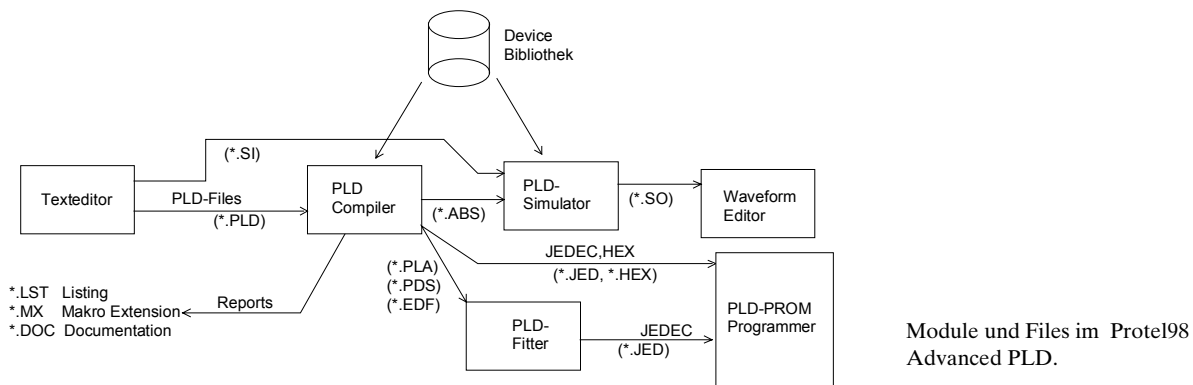 Device
Bibliothek
(*.SI)
Texteditor
PLD-Files
(*.PLD)
PLD
Compiler
(*.ABS)
PLD-
Simulator
(*.SO)
Waveform
Editor
JEDEC,HEX
(*.JED, *.HEX)
(*.PLA)
(*.PDS)
(*.EDF)
Reports
*.LST Listing
*.MX Makro Extension
*.DOC Documentation
PLD-
Fitter
JEDEC
(*.JED)
PLD-PROM
Programmer
Module und Files im Protel98
Advanced PLD.